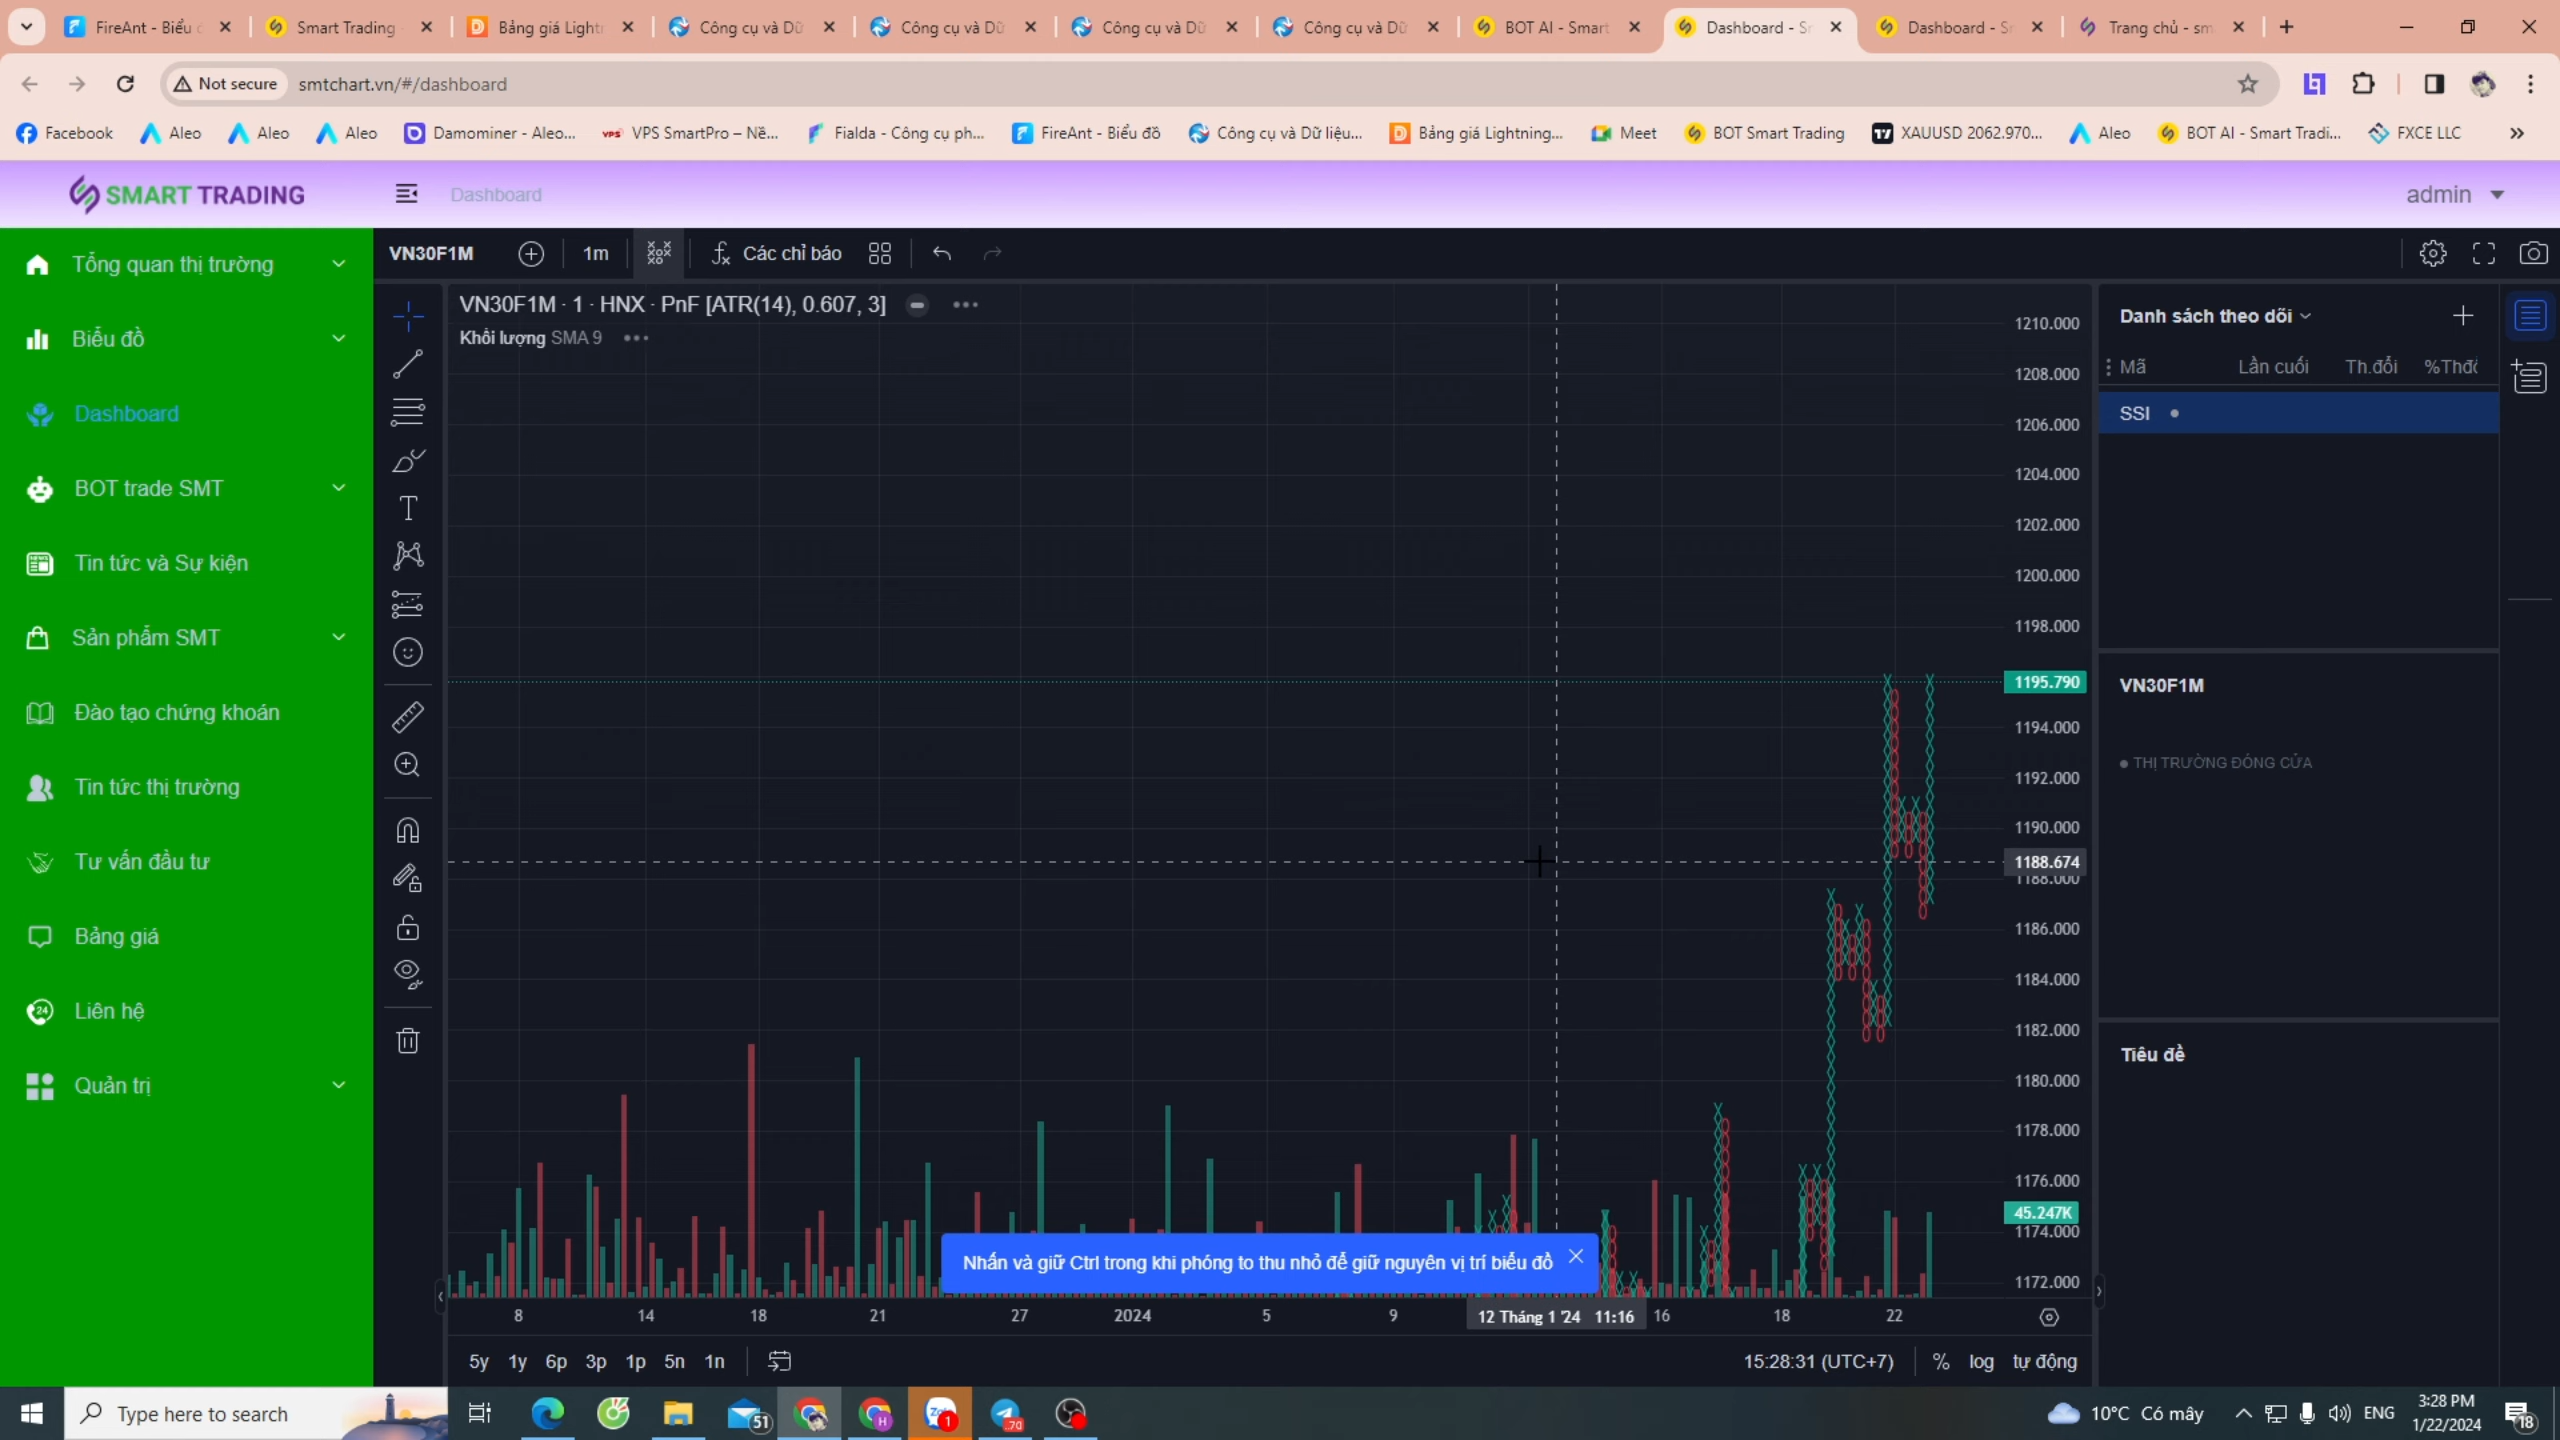 FireAnt - Biểu
Smart Trading
Bảng giá Light
Công cụ và Dữ
Công cụ và Dữ
Công cụ và Dữ
Công cụ và Dữ
BOT AI - Smart
Dashboard - S
Dashboard - S
Trang chủ - sm
Not secure
smtchart.vn/#/dashboard
Facebook
Aleo
Aleo
Aleo
Damominer - Aleo...
VPS SmartPro – Nề...
Fialda - Công cụ ph...
FireAnt - Biểu đồ
Công cụ và Dữ liệu...
Bảng giá Lightning...
Meet
BOT Smart Trading
XAUUSD 2062.970...
Aleo
BOT AI - Smart Tradi...
FXCE LLC
SMART TRADING
Dashboard
admin
Tổng quan thị trường
Biểu đồ
Dashboard
BOT trade SMT
Tin tức và Sự kiện
Sản phẩm SMT
Đào tạo chứng khoán
Tin tức thị trường
Tư vấn đầu tư
Bảng giá
Liên hệ
Quản trị
VN30F1M
1m
Các chỉ báo
VN30F1M · 1 · HNX · PnF [ATR(14), 0.607, 3]
Khối lượng SMA 9
1210.000
1208.000
1206.000
1204.000
1202.000
1200.000
1198.000
1195.790
1194.000
1192.000
1190.000
1188.674
1188.000
1186.000
1184.000
1182.000
1180.000
1178.000
1176.000
45.247K
1174.000
1172.000
Nhấn và giữ Ctrl trong khi phóng to thu nhỏ để giữ nguyên vị trí biểu đồ
8 14 18 21 27 2024 5 9 12 Tháng 1 '24 11:16 16 18 22
5y 1y 6p 3p 1p 5n 1n
15:28:31 (UTC+7) % log tự động
Danh sách theo dõi
Mã Lần cuối Th.đổi
SSI
VN30F1M
THỊ TRƯỜNG ĐÓNG CỬA
Tiêu đề
Type here to search
51
1
70
10°C Có mây
ENG
3:28 PM
1/22/2024
18